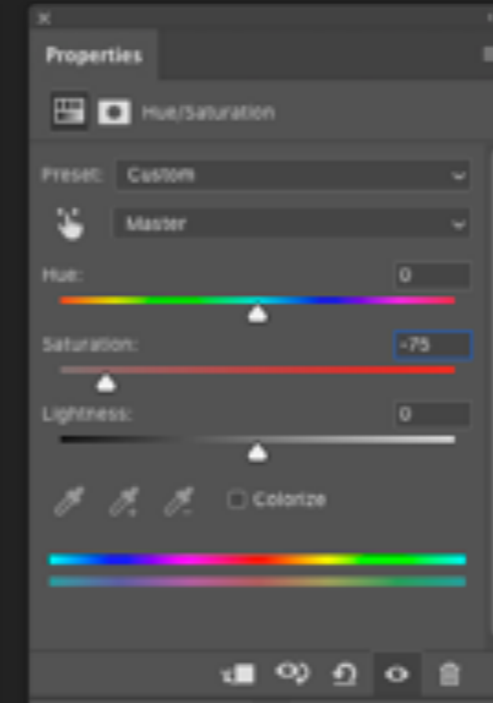 Properties
Hue/Saturation
Preset: Custom
Master
Hue: 0
Saturation: -75
Lightness: 0
Colorize